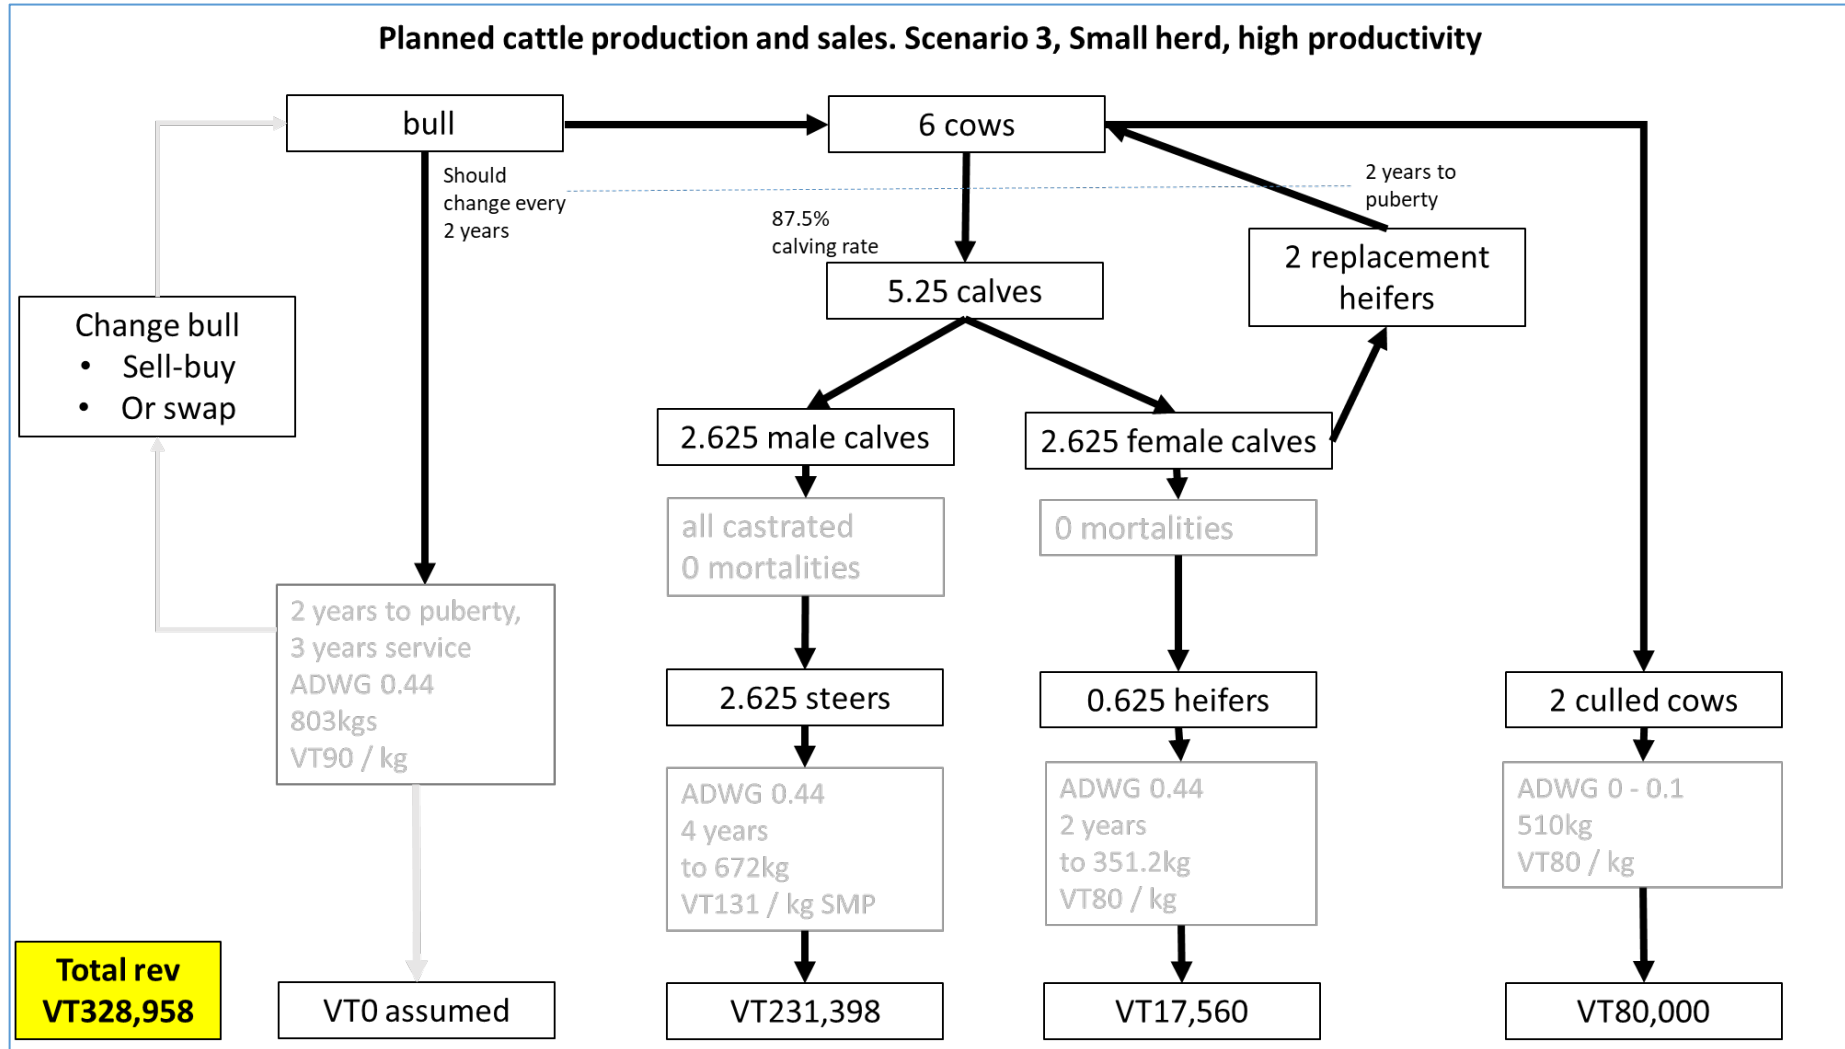 Planned cattle production and sales. Scenario 3, Small herd, high productivity
bull
6 cows
Should
change every
2 years
2 years to
puberty
87.5%
calving rate
2 replacement
heifers
5.25 calves
Change bull
• Sell-buy
• Or swap
2.625 male calves
2.625 female calves
all castrated
0 mortalities
0 mortalities
2 years to puberty,
3 years service
ADWG 0.44
803kgs
VT90 / kg
2.625 steers
0.625 heifers
2 culled cows
ADWG 0.44
4 years
to 672kg
VT131 / kg SMP
ADWG 0.44
2 years
to 351.2kg
VT80 / kg
ADWG 0 - 0.1
510kg
VT80 / kg
Total rev
VT328,958
VT0 assumed
VT231,398
VT17,560
VT80,000